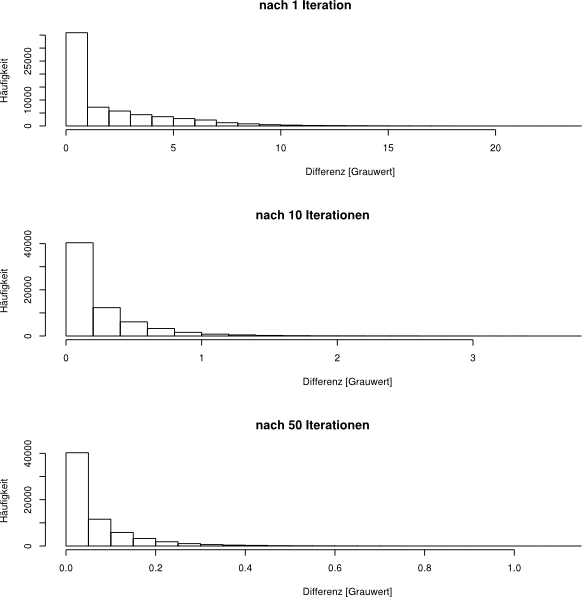 nach 1 Iteration
Häufigkeit
0 10000 25000
0 5 10 15 20
Differenz [Grauwert]
nach 10 Iterationen
Häufigkeit
0 20000 40000
0 1 2 3
Differenz [Grauwert]
nach 50 Iterationen
Häufigkeit
0 20000 40000
0.0 0.2 0.4 0.6 0.8 1.0
Differenz [Grauwert]